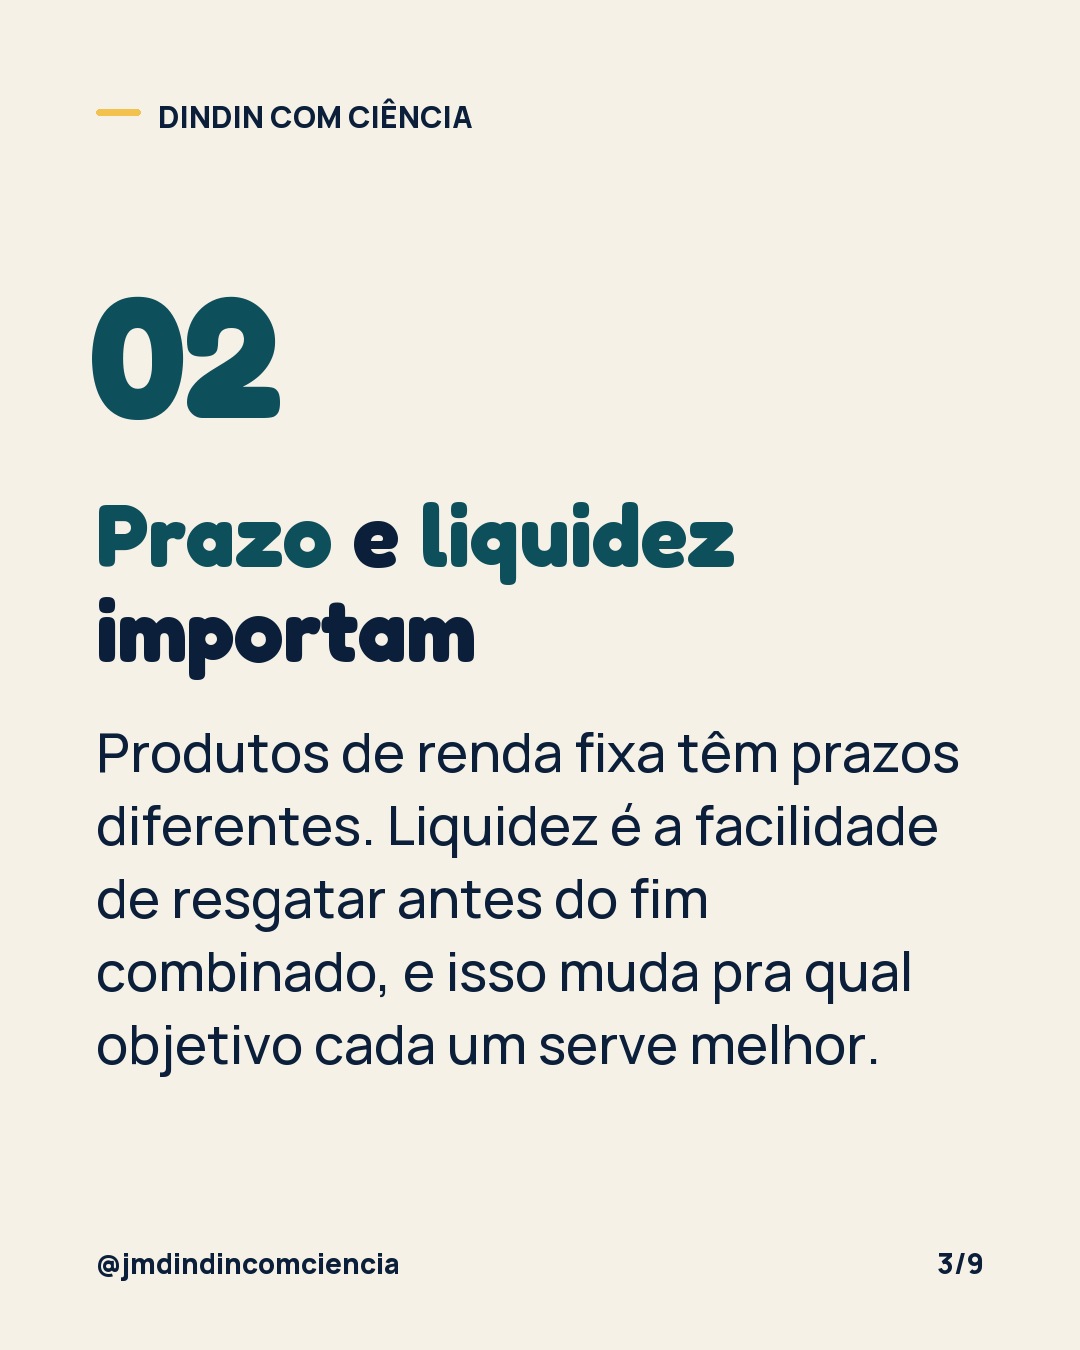 DINDIN COM CIÊNCIA
02
Prazo e liquidez
importam
Produtos de renda fixa têm prazos
diferentes. Liquidez é a facilidade
de resgatar antes do fim
combinado, e isso muda pra qual
objetivo cada um serve melhor.
@jmdindincomciencia
3/9